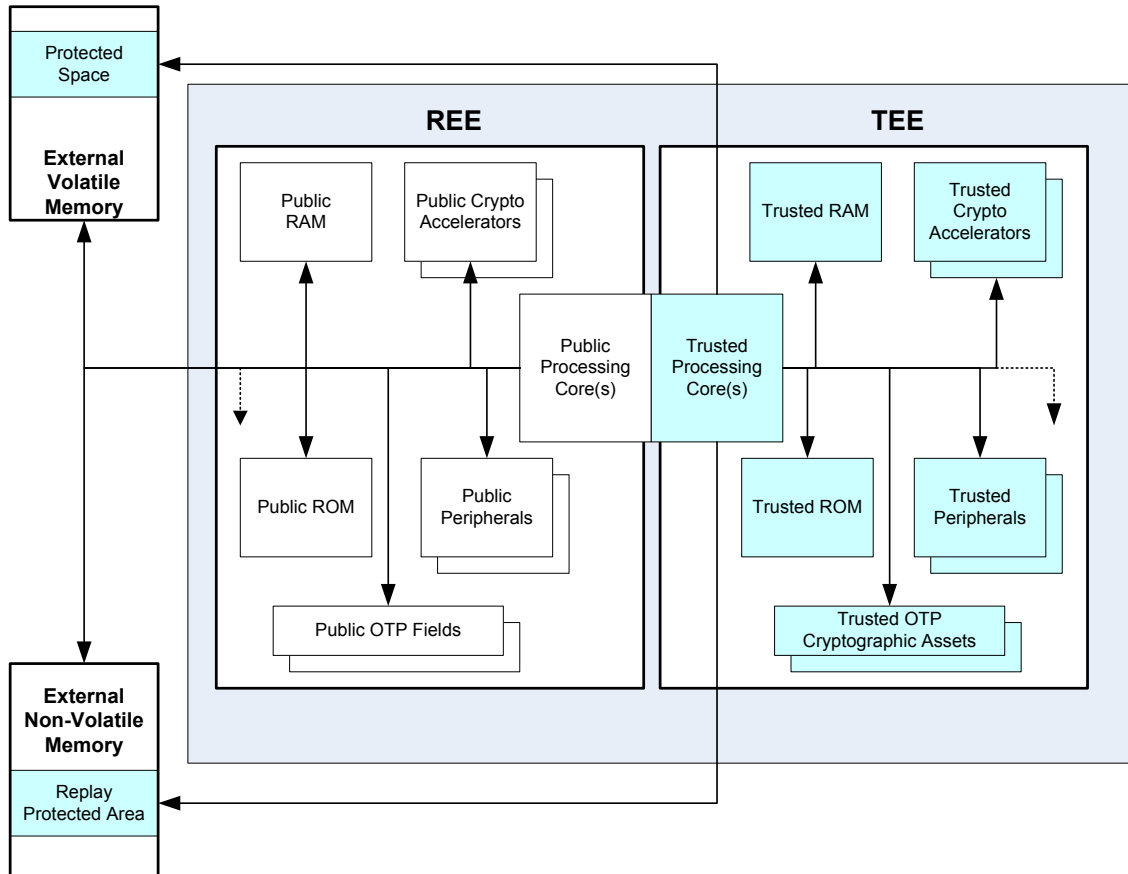 Protected
Space
External
Volatile
Memory
REE
TEE
Public
RAM
Public Crypto
Accelerators
Trusted RAM
Trusted
Crypto
Accelerators
Public
Processing
Core(s)
Trusted
Processing
Core(s)
Public ROM
Public
Peripherals
Trusted ROM
Trusted
Peripherals
Public OTP Fields
Trusted OTP
Cryptographic Assets
External
Non-Volatile
Memory
Replay
Protected Area